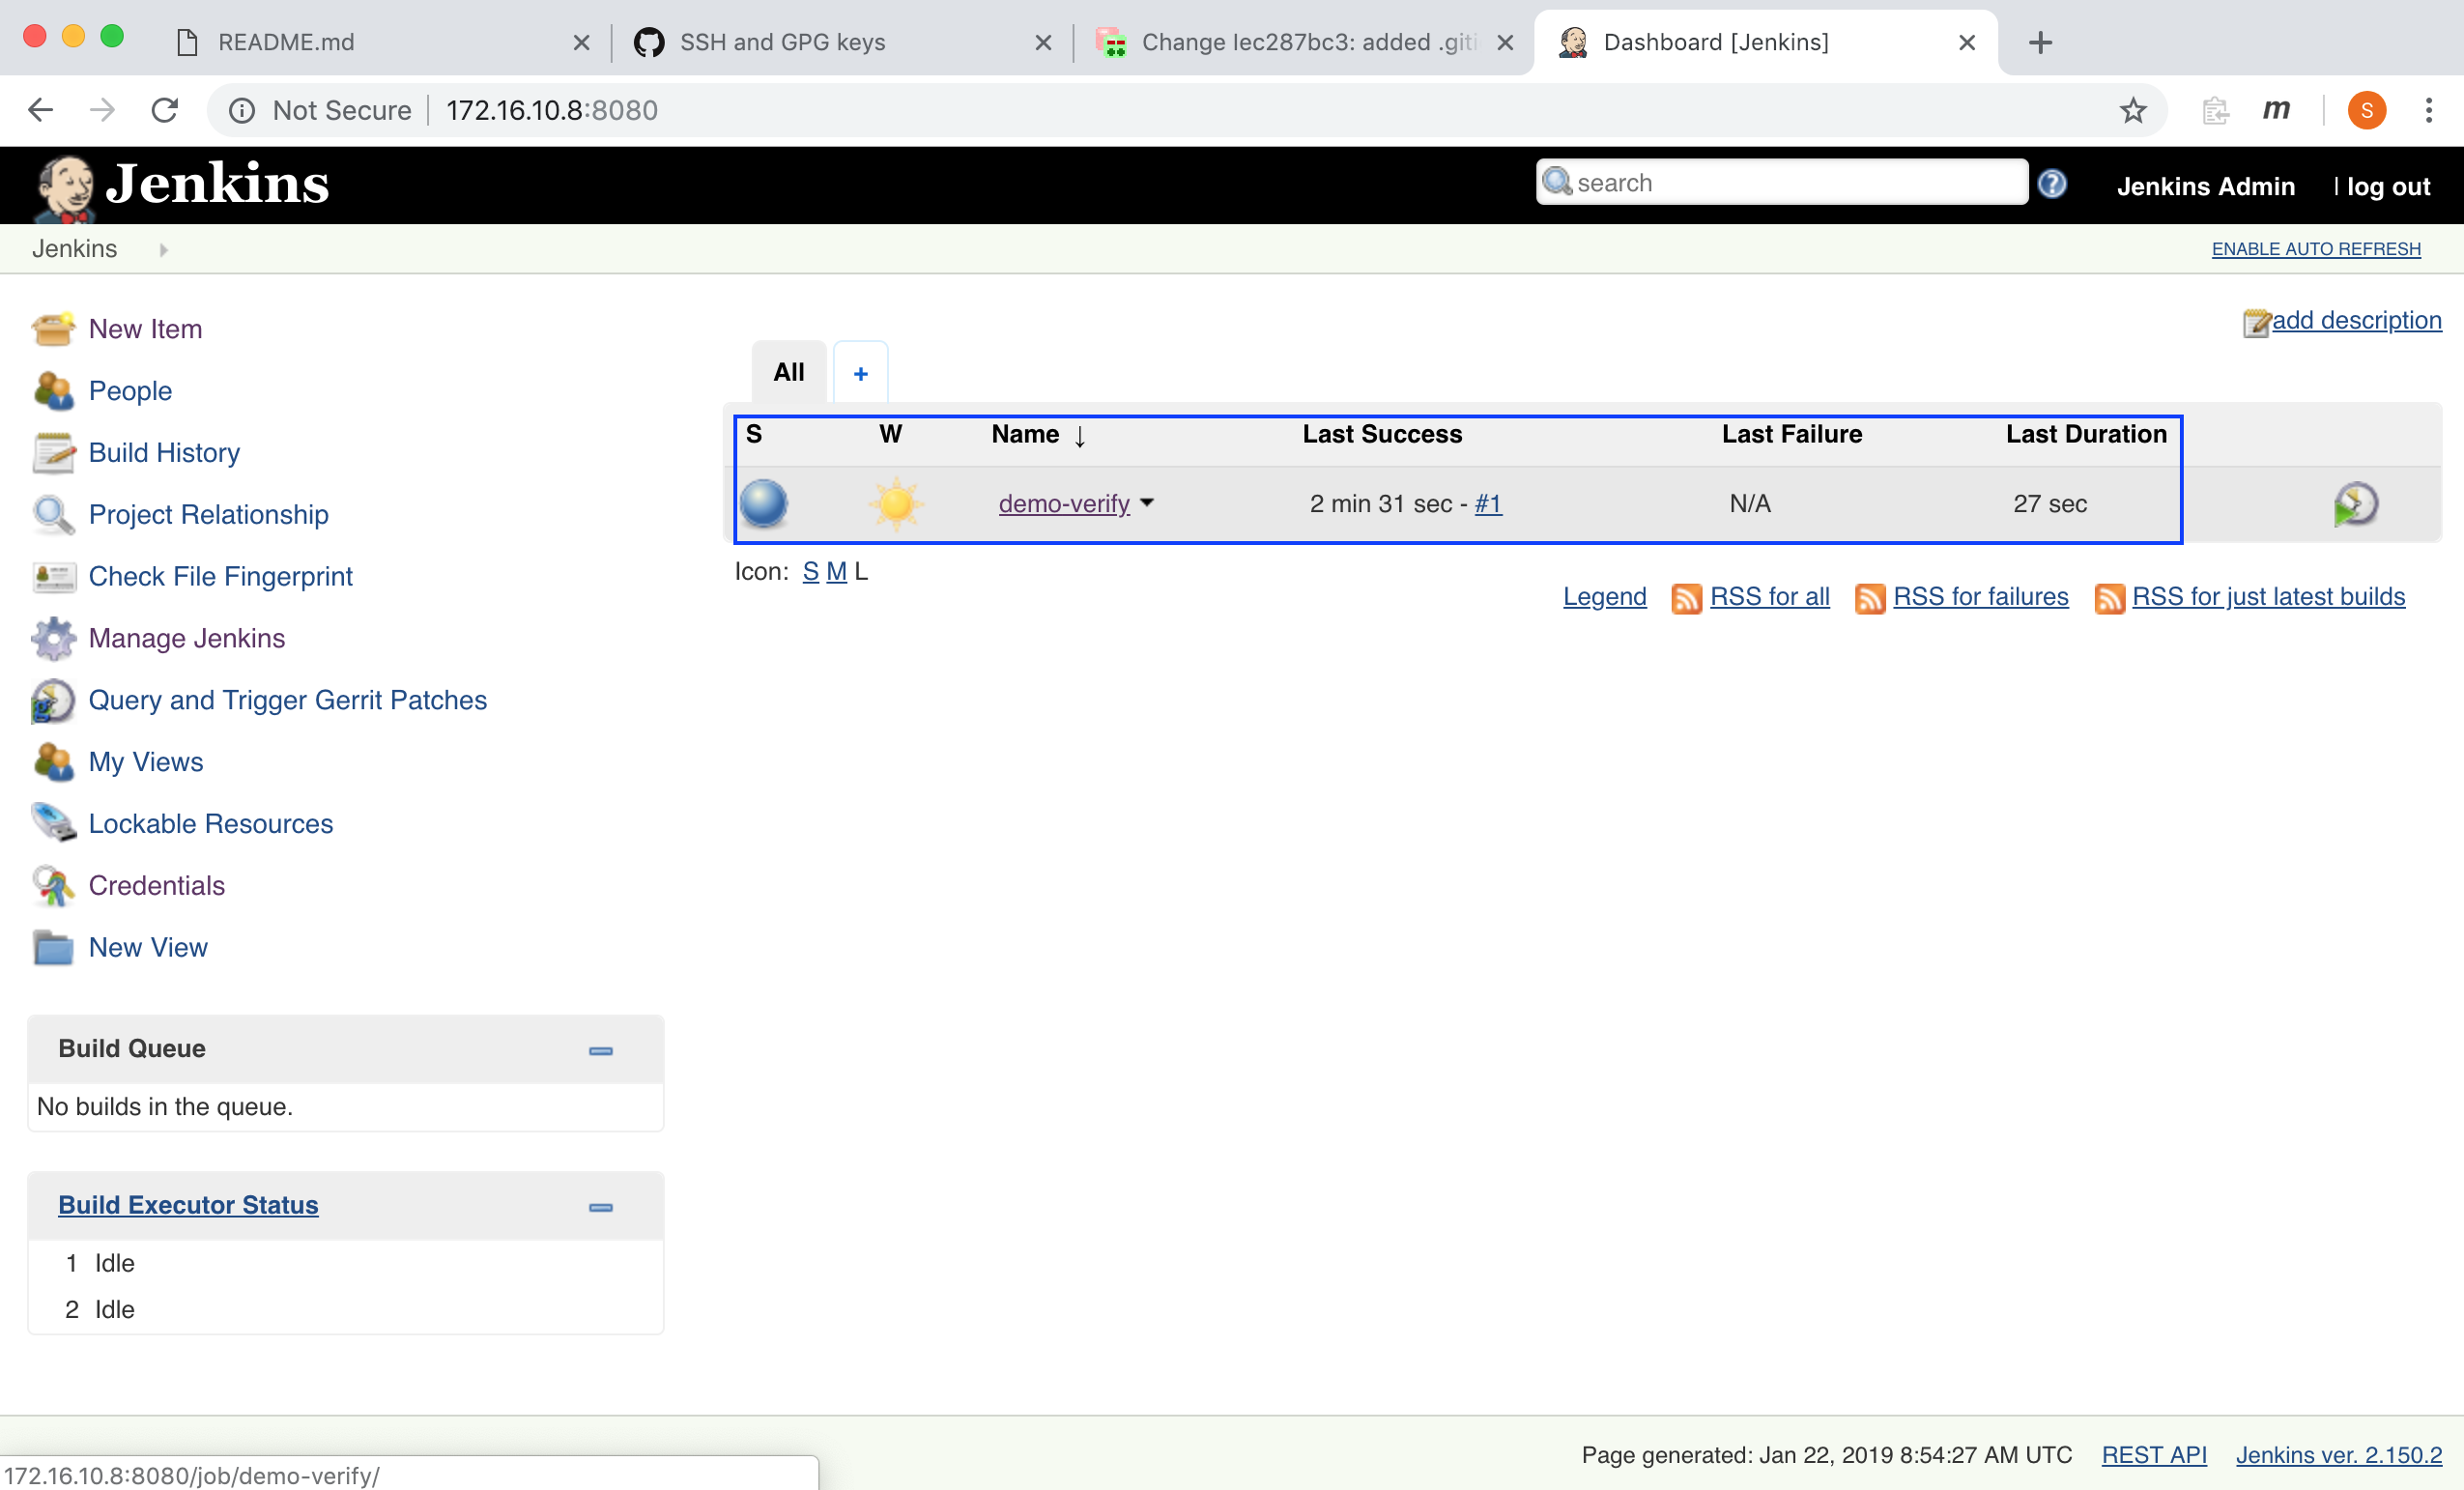 README.md
SSH and GPG keys
Change Iec287bc3: added .giti
Dashboard [Jenkins]
Not Secure 172.16.10.8:8080
m
S
Jenkins
search
Jenkins Admin | log out
Jenkins
ENABLE AUTO REFRESH
New Item
People
Build History
Project Relationship
Check File Fingerprint
Manage Jenkins
Query and Trigger Gerrit Patches
My Views
Lockable Resources
Credentials
New View
add description
All +
S W Name ↓ Last Success Last Failure Last Duration
demo-verify 2 min 31 sec - #1 N/A 27 sec
Icon: S M L
Legend RSS for all RSS for failures RSS for just latest builds
Build Queue
No builds in the queue.
Build Executor Status
1 Idle
2 Idle
Page generated: Jan 22, 2019 8:54:27 AM UTC REST API Jenkins ver. 2.150.2
172.16.10.8:8080/job/demo-verify/